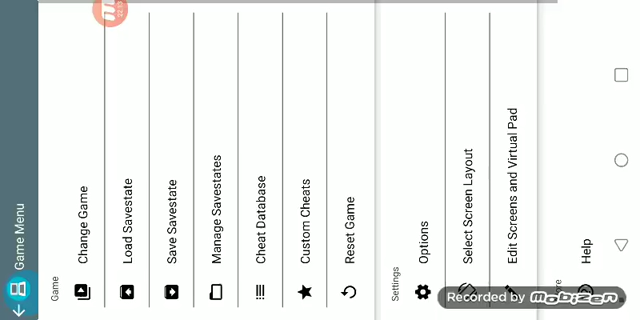 Game Menu
Game
Change Game
Load Savestate
Save Savestate
Manage Savestates
Cheat Database
Custom Cheats
Reset Game
Settings
Options
Select Screen Layout
Edit Screens and Virtual Pad
Help
Recorded by MOBIZEN